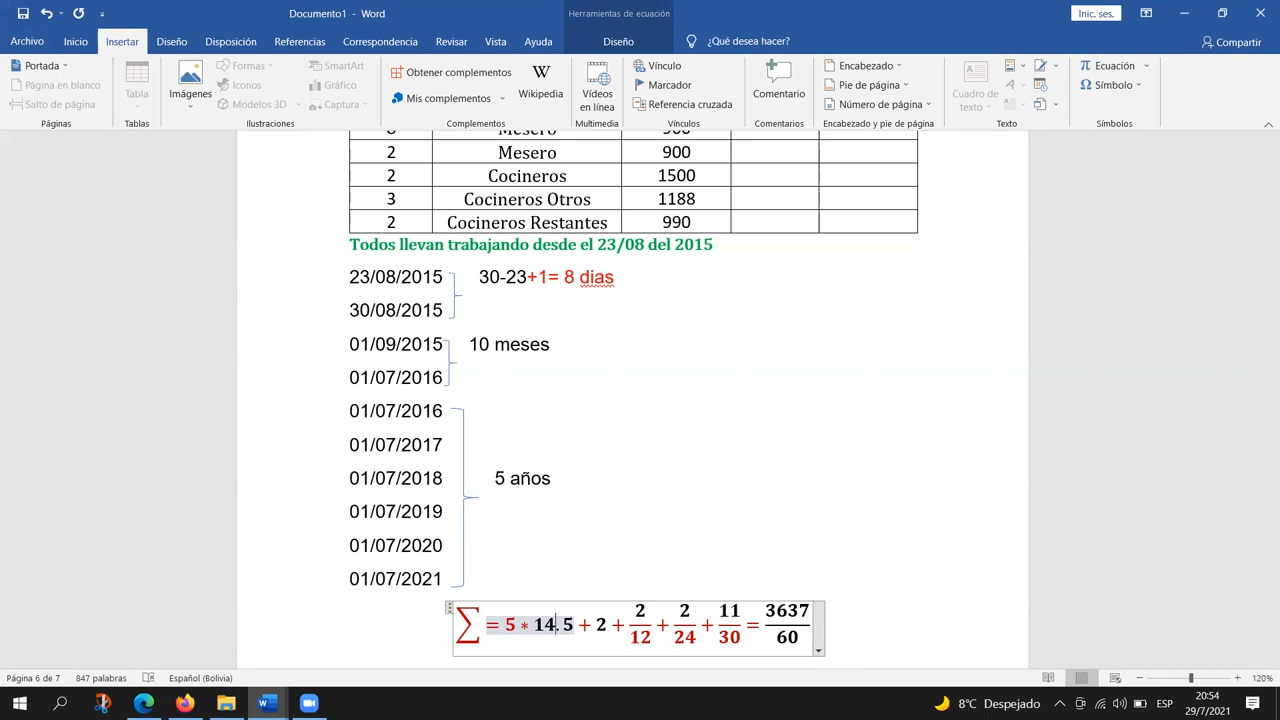 Documento1 - Word
Herramientas de ecuación
Inic. ses.
Archivo Inicio Insertar Diseño Disposición Referencias Correspondencia Revisar Vista Ayuda Diseño ¿Qué desea hacer? Compartir
Portada
Página en blanco
Salto de página
Páginas
Tabla
Tablas
Imágenes
Formas
Iconos
Modelos 3D
SmartArt
Gráfico
Captura
Ilustraciones
Obtener complementos
Mis complementos
Wikipedia
Complementos
Vídeos en línea
Multimedia
Vínculo
Marcador
Referencia cruzada
Vínculos
Comentario
Comentarios
Encabezado
Pie de página
Número de página
Encabezado y pie de página
Cuadro de texto
Texto
Ecuación
Símbolo
Símbolos
Mesero
2 Mesero 900
2 Cocineros 1500
3 Cocineros Otros 1188
2 Cocineros Restantes 990
Todos llevan trabajando desde el 23/08 del 2015
23/08/2015 30-23+1= 8 dias
30/08/2015
01/09/2015 10 meses
01/07/2016
01/07/2016
01/07/2017
01/07/2018 5 años
01/07/2019
01/07/2020
01/07/2021
∑ = 5 ∗ 14.5 + 2 + 2/12 + 2/24 + 11/30 = 3637/60
Página 6 de 7 847 palabras Español (Bolivia) 120%
8°C Despejado ESP 20:54
29/7/2021